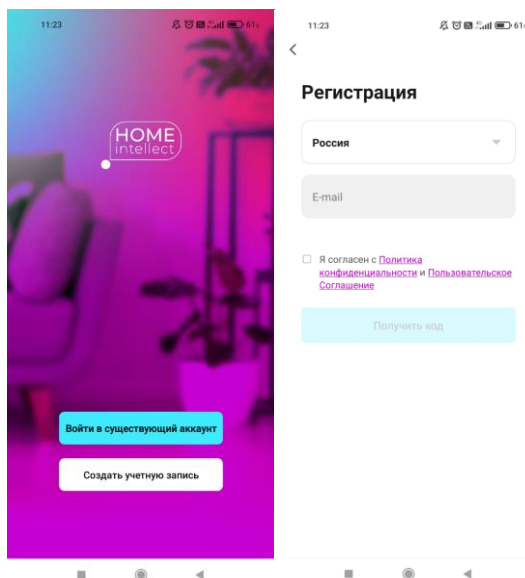 11:23
61%
HOME
intellect
Войти в существующий аккаунт
Создать учетную запись
11:23
Регистрация
Россия
E-mail
Я согласен с Политика
конфиденциальности и Пользовательское
Соглашение
Получить код